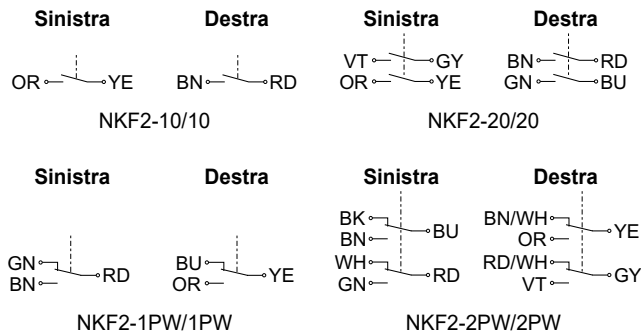 Sinistra Destra Sinistra Destra
VT GY BN RD
OR YE BN RD OR YE GN BU
NKF2-10/10 NKF2-20/20
Sinistra Destra Sinistra Destra
BK BU BN/WH YE
BN OR
GN RD BU YE WH RD RD/WH GY
BN OR GN VT
NKF2-1PW/1PW NKF2-2PW/2PW